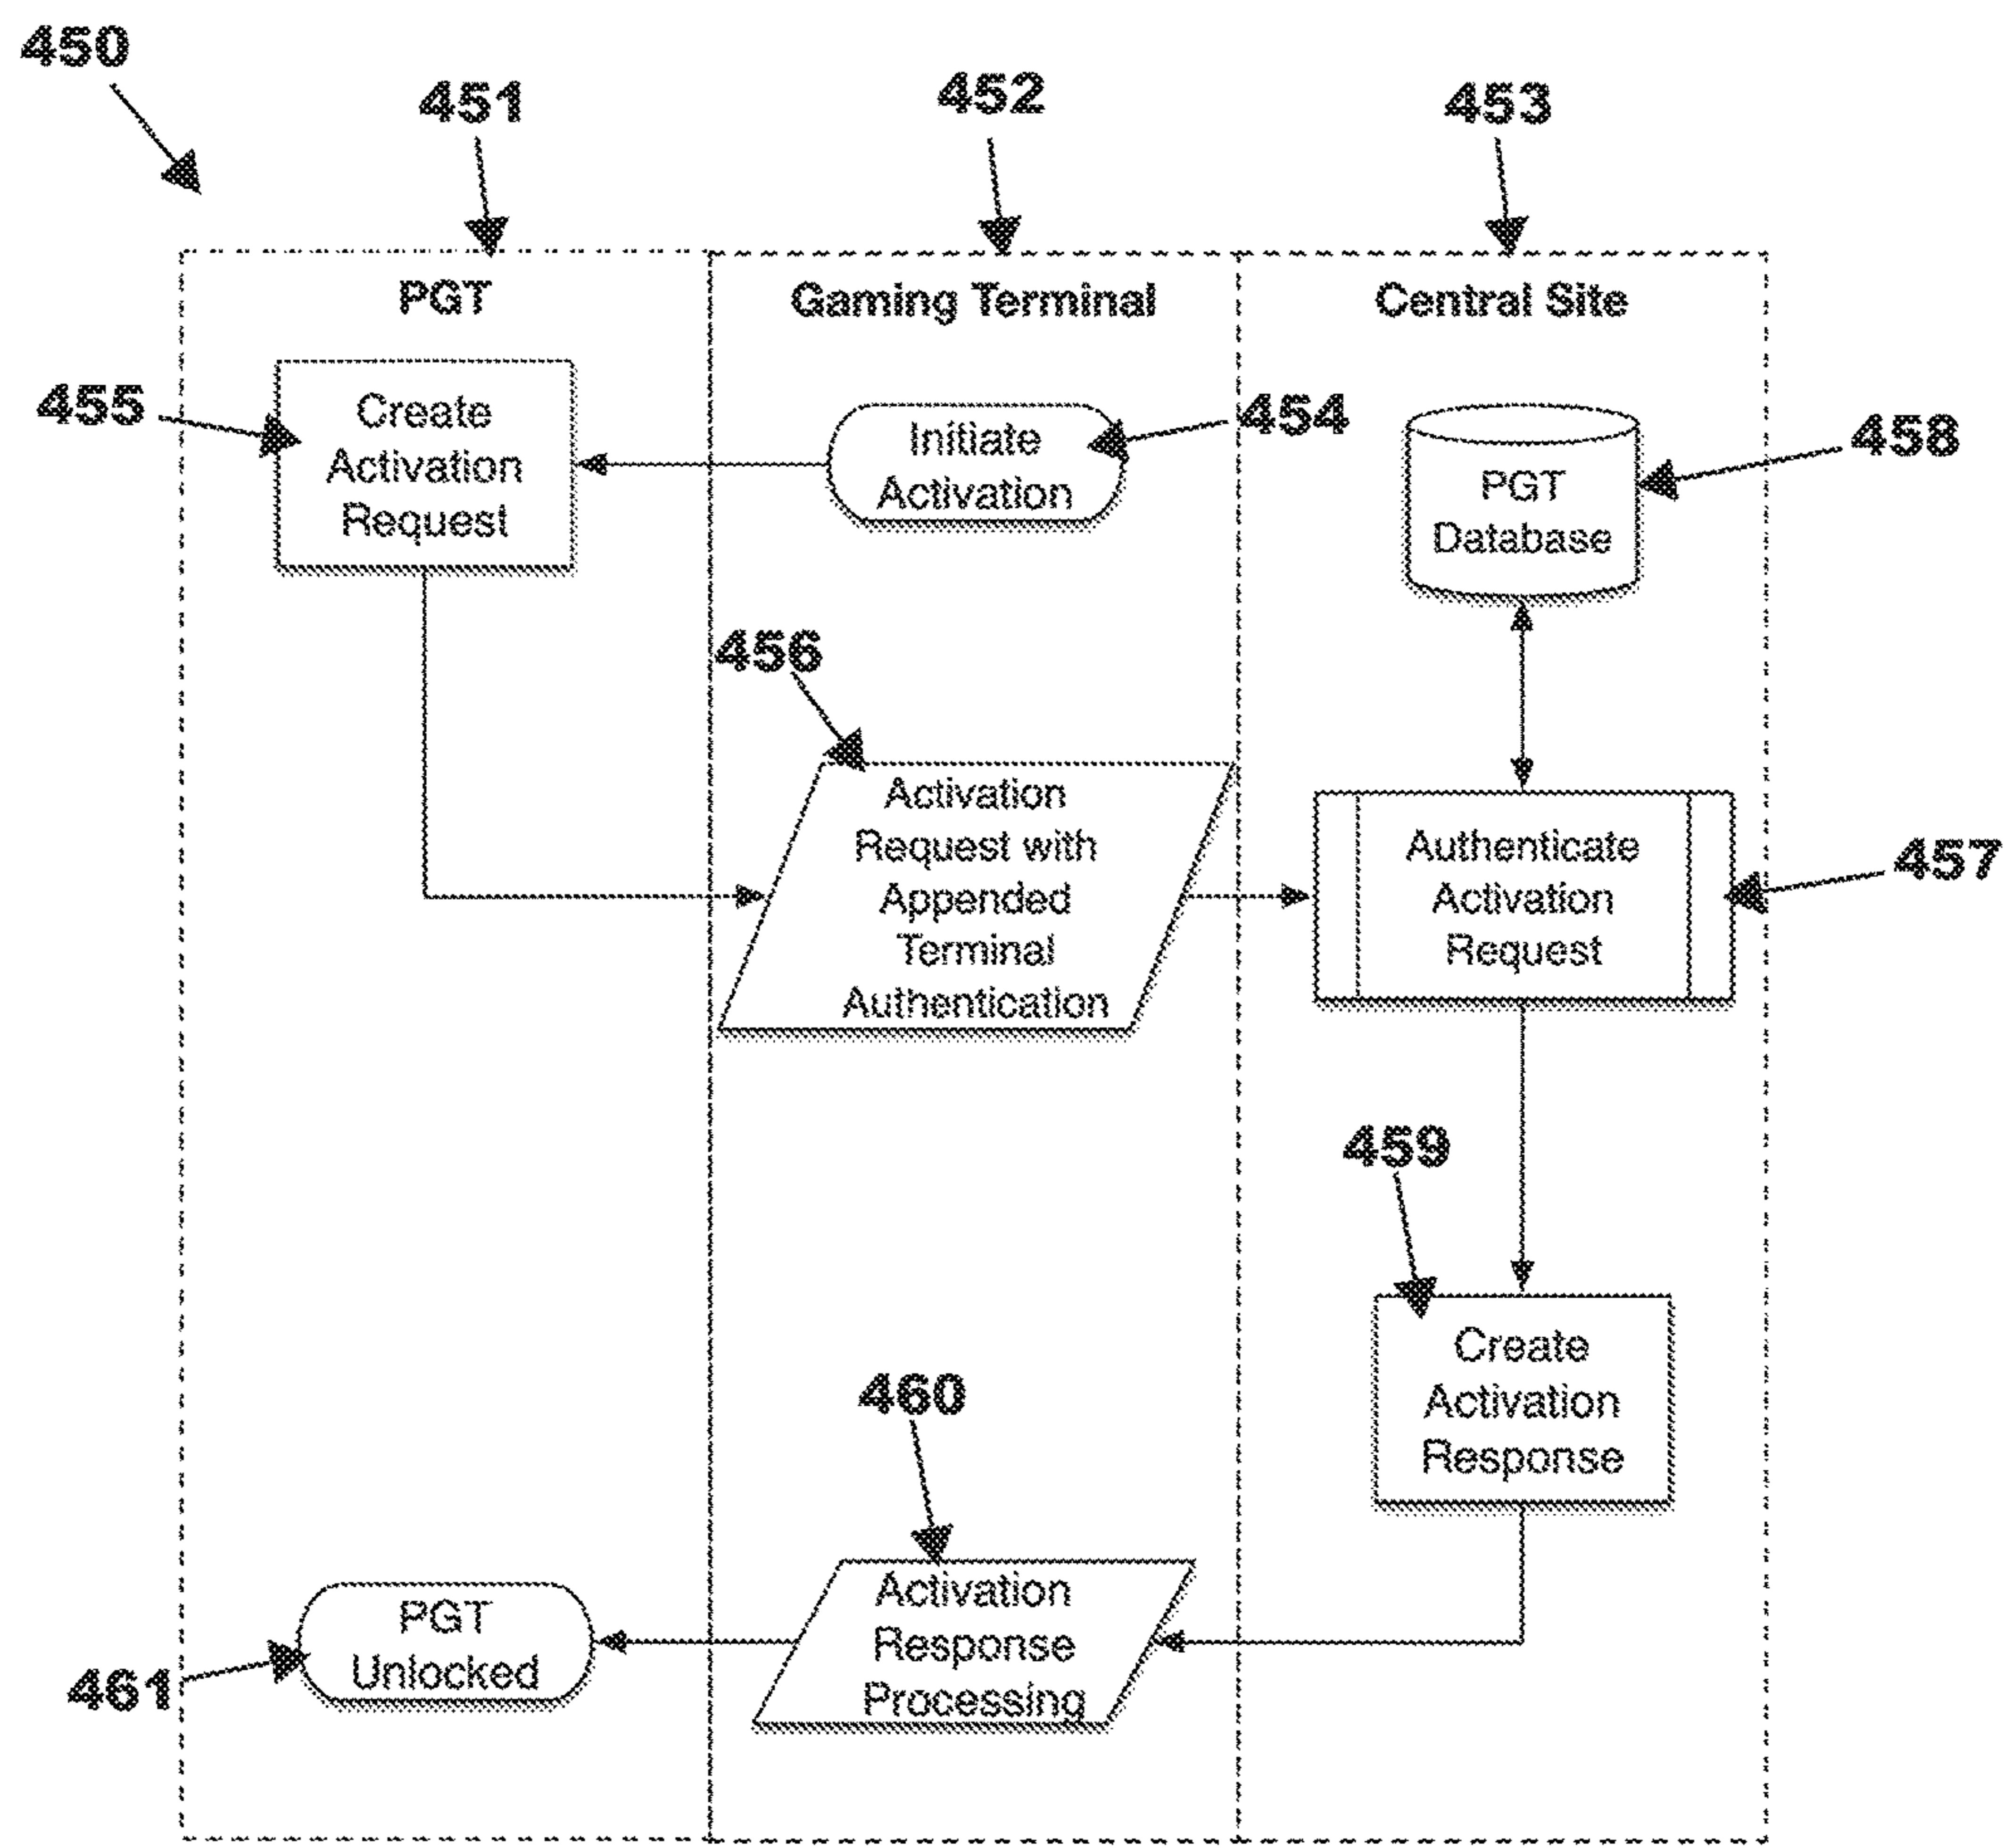 450
451
452
453
PGT
Gaming Terminal
Central Site
455
Create
Activation
Request
Initiate
Activation
454
PGT
Database
458
456
Activation
Request with
Appended
Terminal
Authentication
Authenticate
Activation
Request
457
459
Create
Activation
Response
460
Activation
Response
Processing
PGT
Unlocked
461